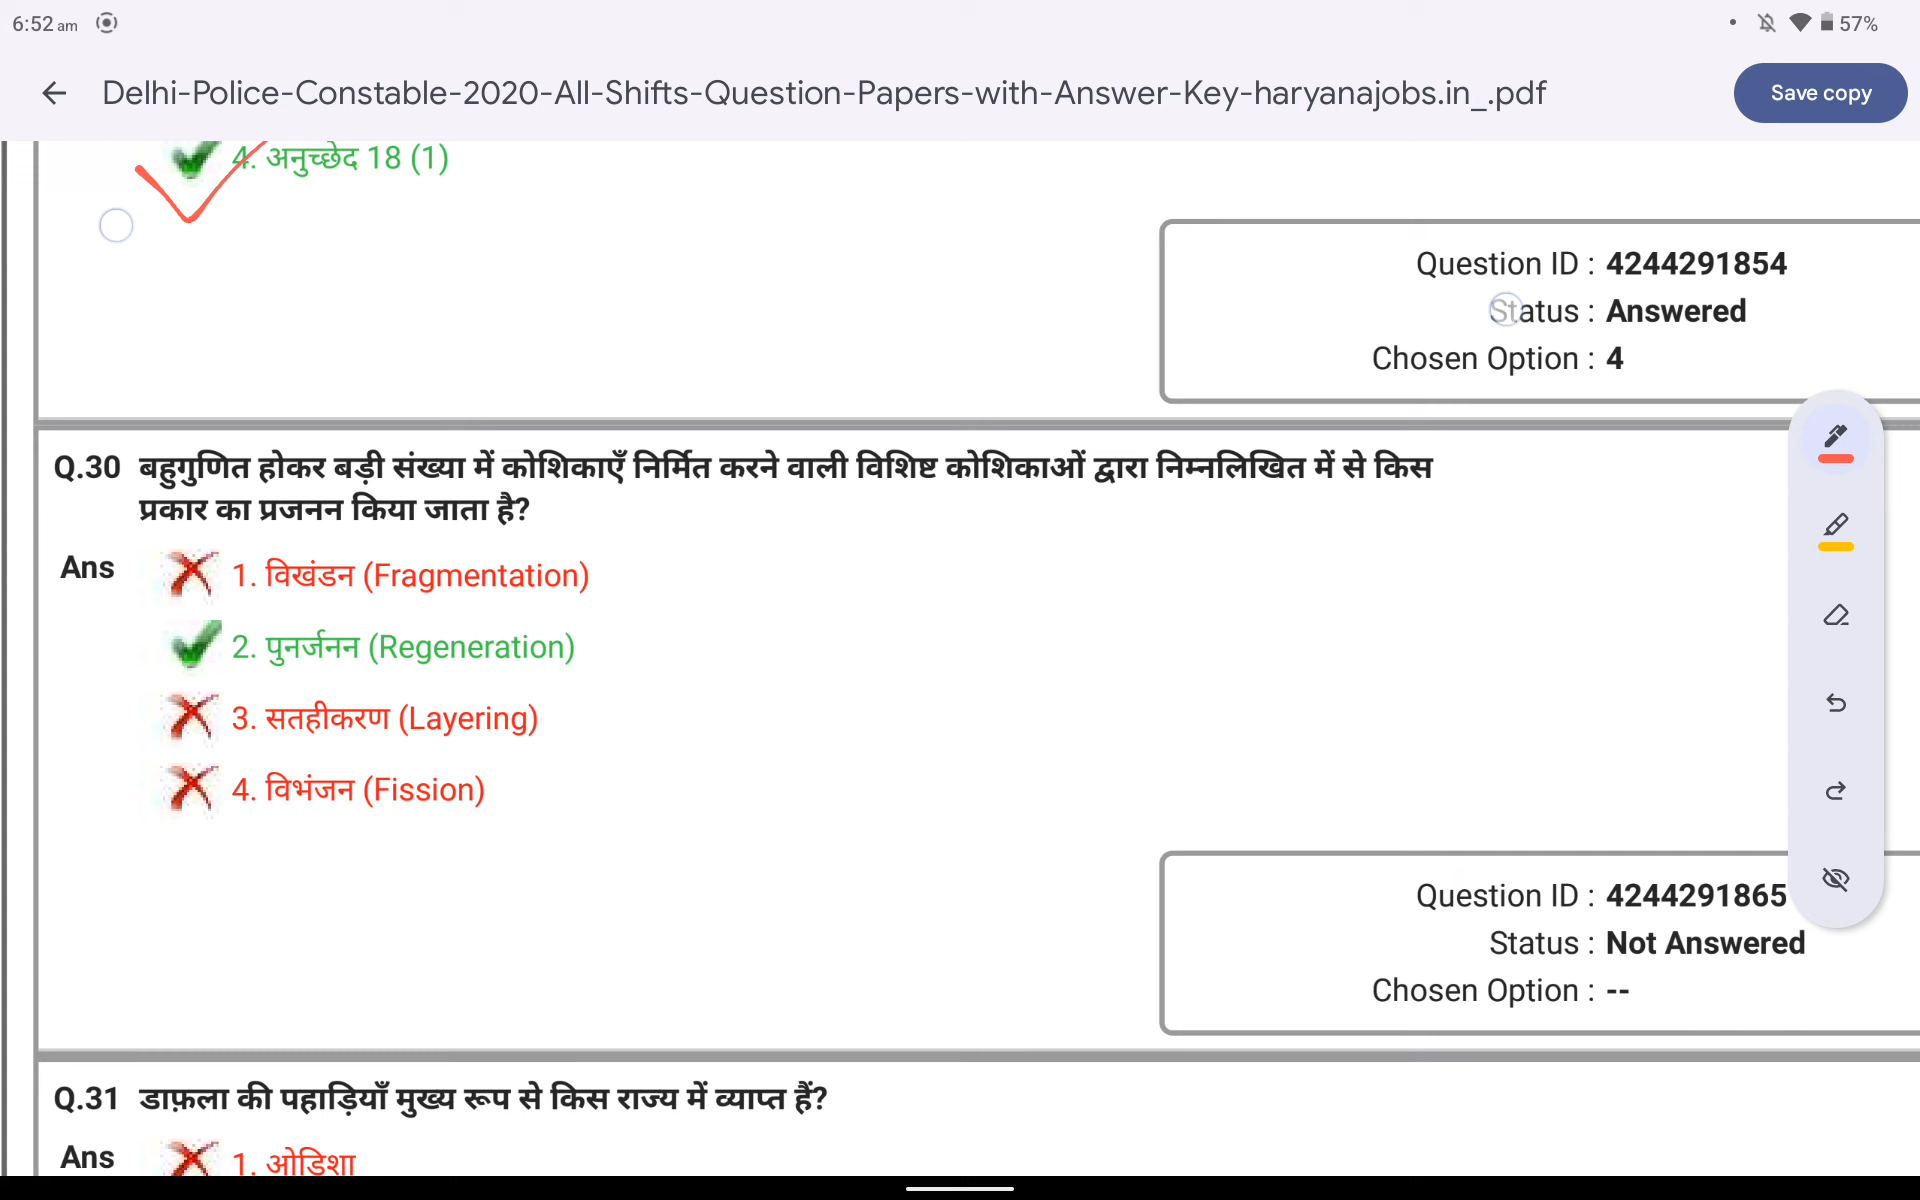 6:52 am
57%
Delhi-Police-Constable-2020-All-Shifts-Question-Papers-with-Answer-Key-haryanajobs.in_.pdf
Save copy
4. अनुच्छेद 18 (1)
Question ID : 4244291854
Status : Answered
Chosen Option : 4
Q.30 बहुगुणित होकर बड़ी संख्या में कोशिकाएँ निर्मित करने वाली विशिष्ट कोशिकाओं द्वारा निम्नलिखित में से किस
प्रकार का प्रजनन किया जाता है?
Ans 1. विखंडन (Fragmentation)
2. पुनर्जनन (Regeneration)
3. सतहीकरण (Layering)
4. विभंजन (Fission)
Question ID : 4244291865
Status : Not Answered
Chosen Option : --
Q.31 डाफ़ला की पहाड़ियाँ मुख्य रूप से किस राज्य में व्याप्त हैं?
Ans 1. ओडिशा